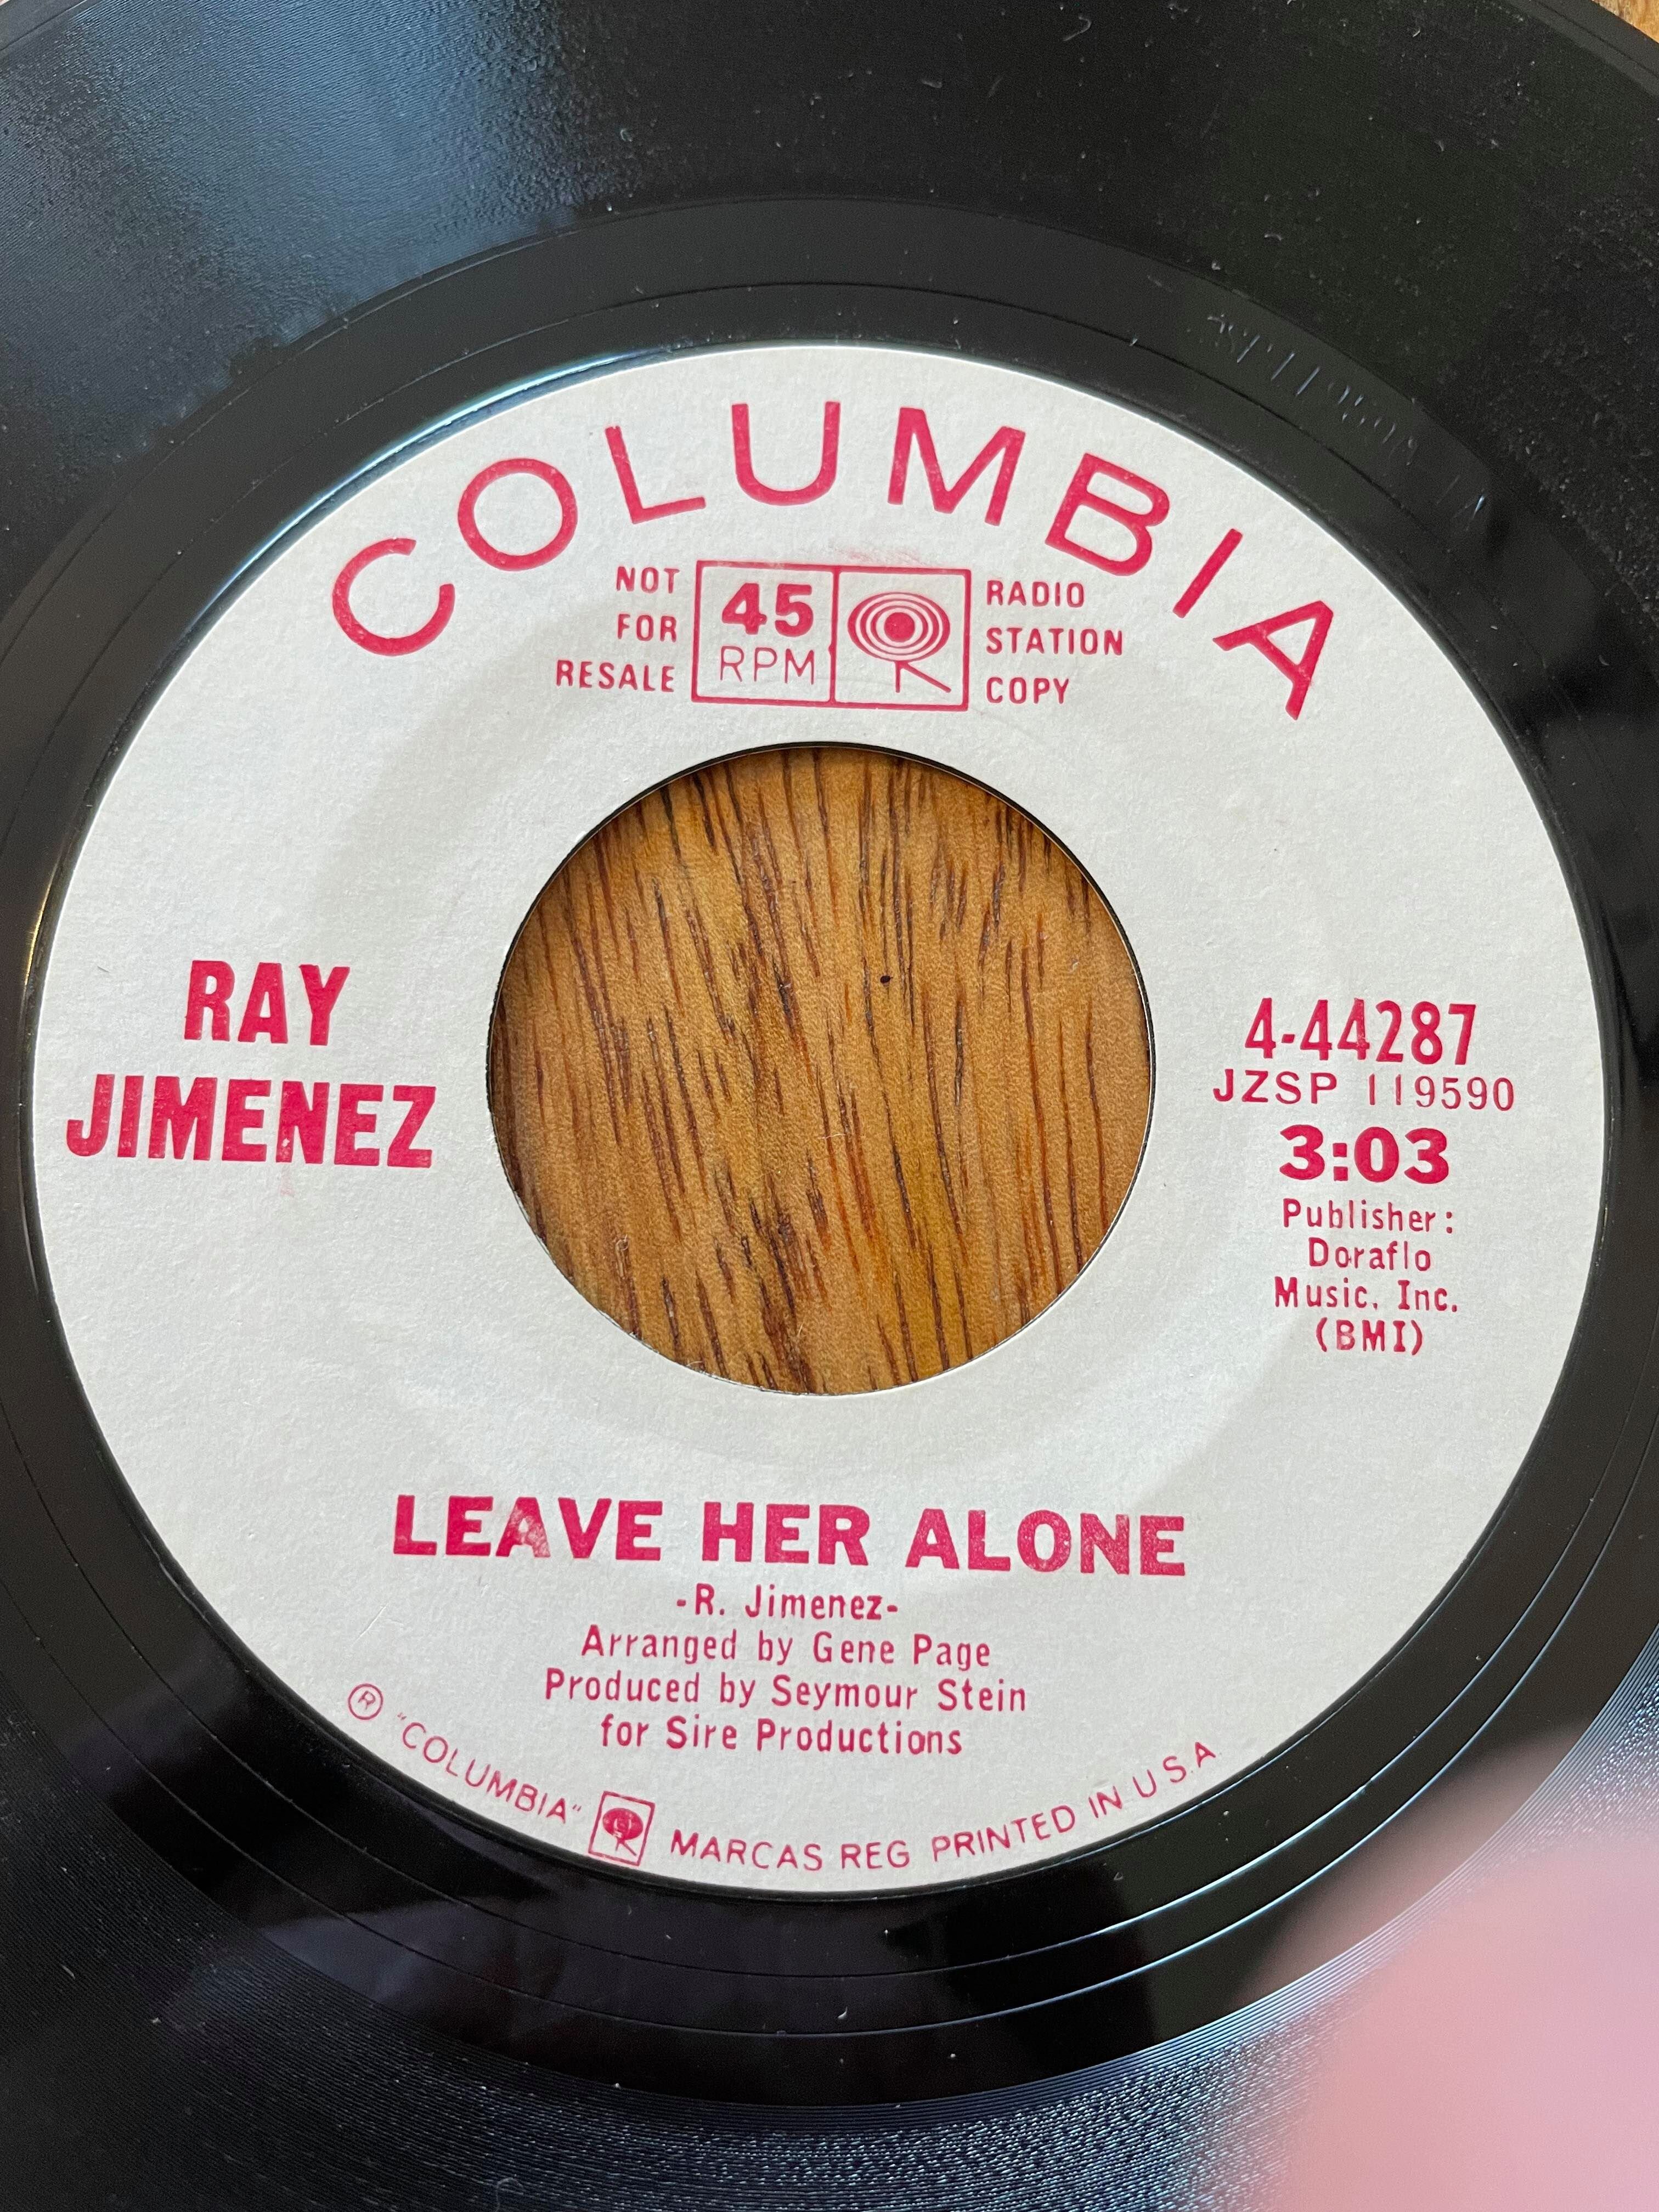 COLUMBIA
NOT
FOR
RESALE
45
RPM
RADIO
STATION
COPY
RAY
JIMENEZ
4-44287
JZSP 119590
3:03
Publisher:
Doraflo
Music, Inc.
(BMI)
LEAVE HER ALONE
-R. Jimenez-
Arranged by Gene Page
Produced by Seymour Stein
for Sire Productions
® "COLUMBIA" MARCAS REG PRINTED IN U.S.A